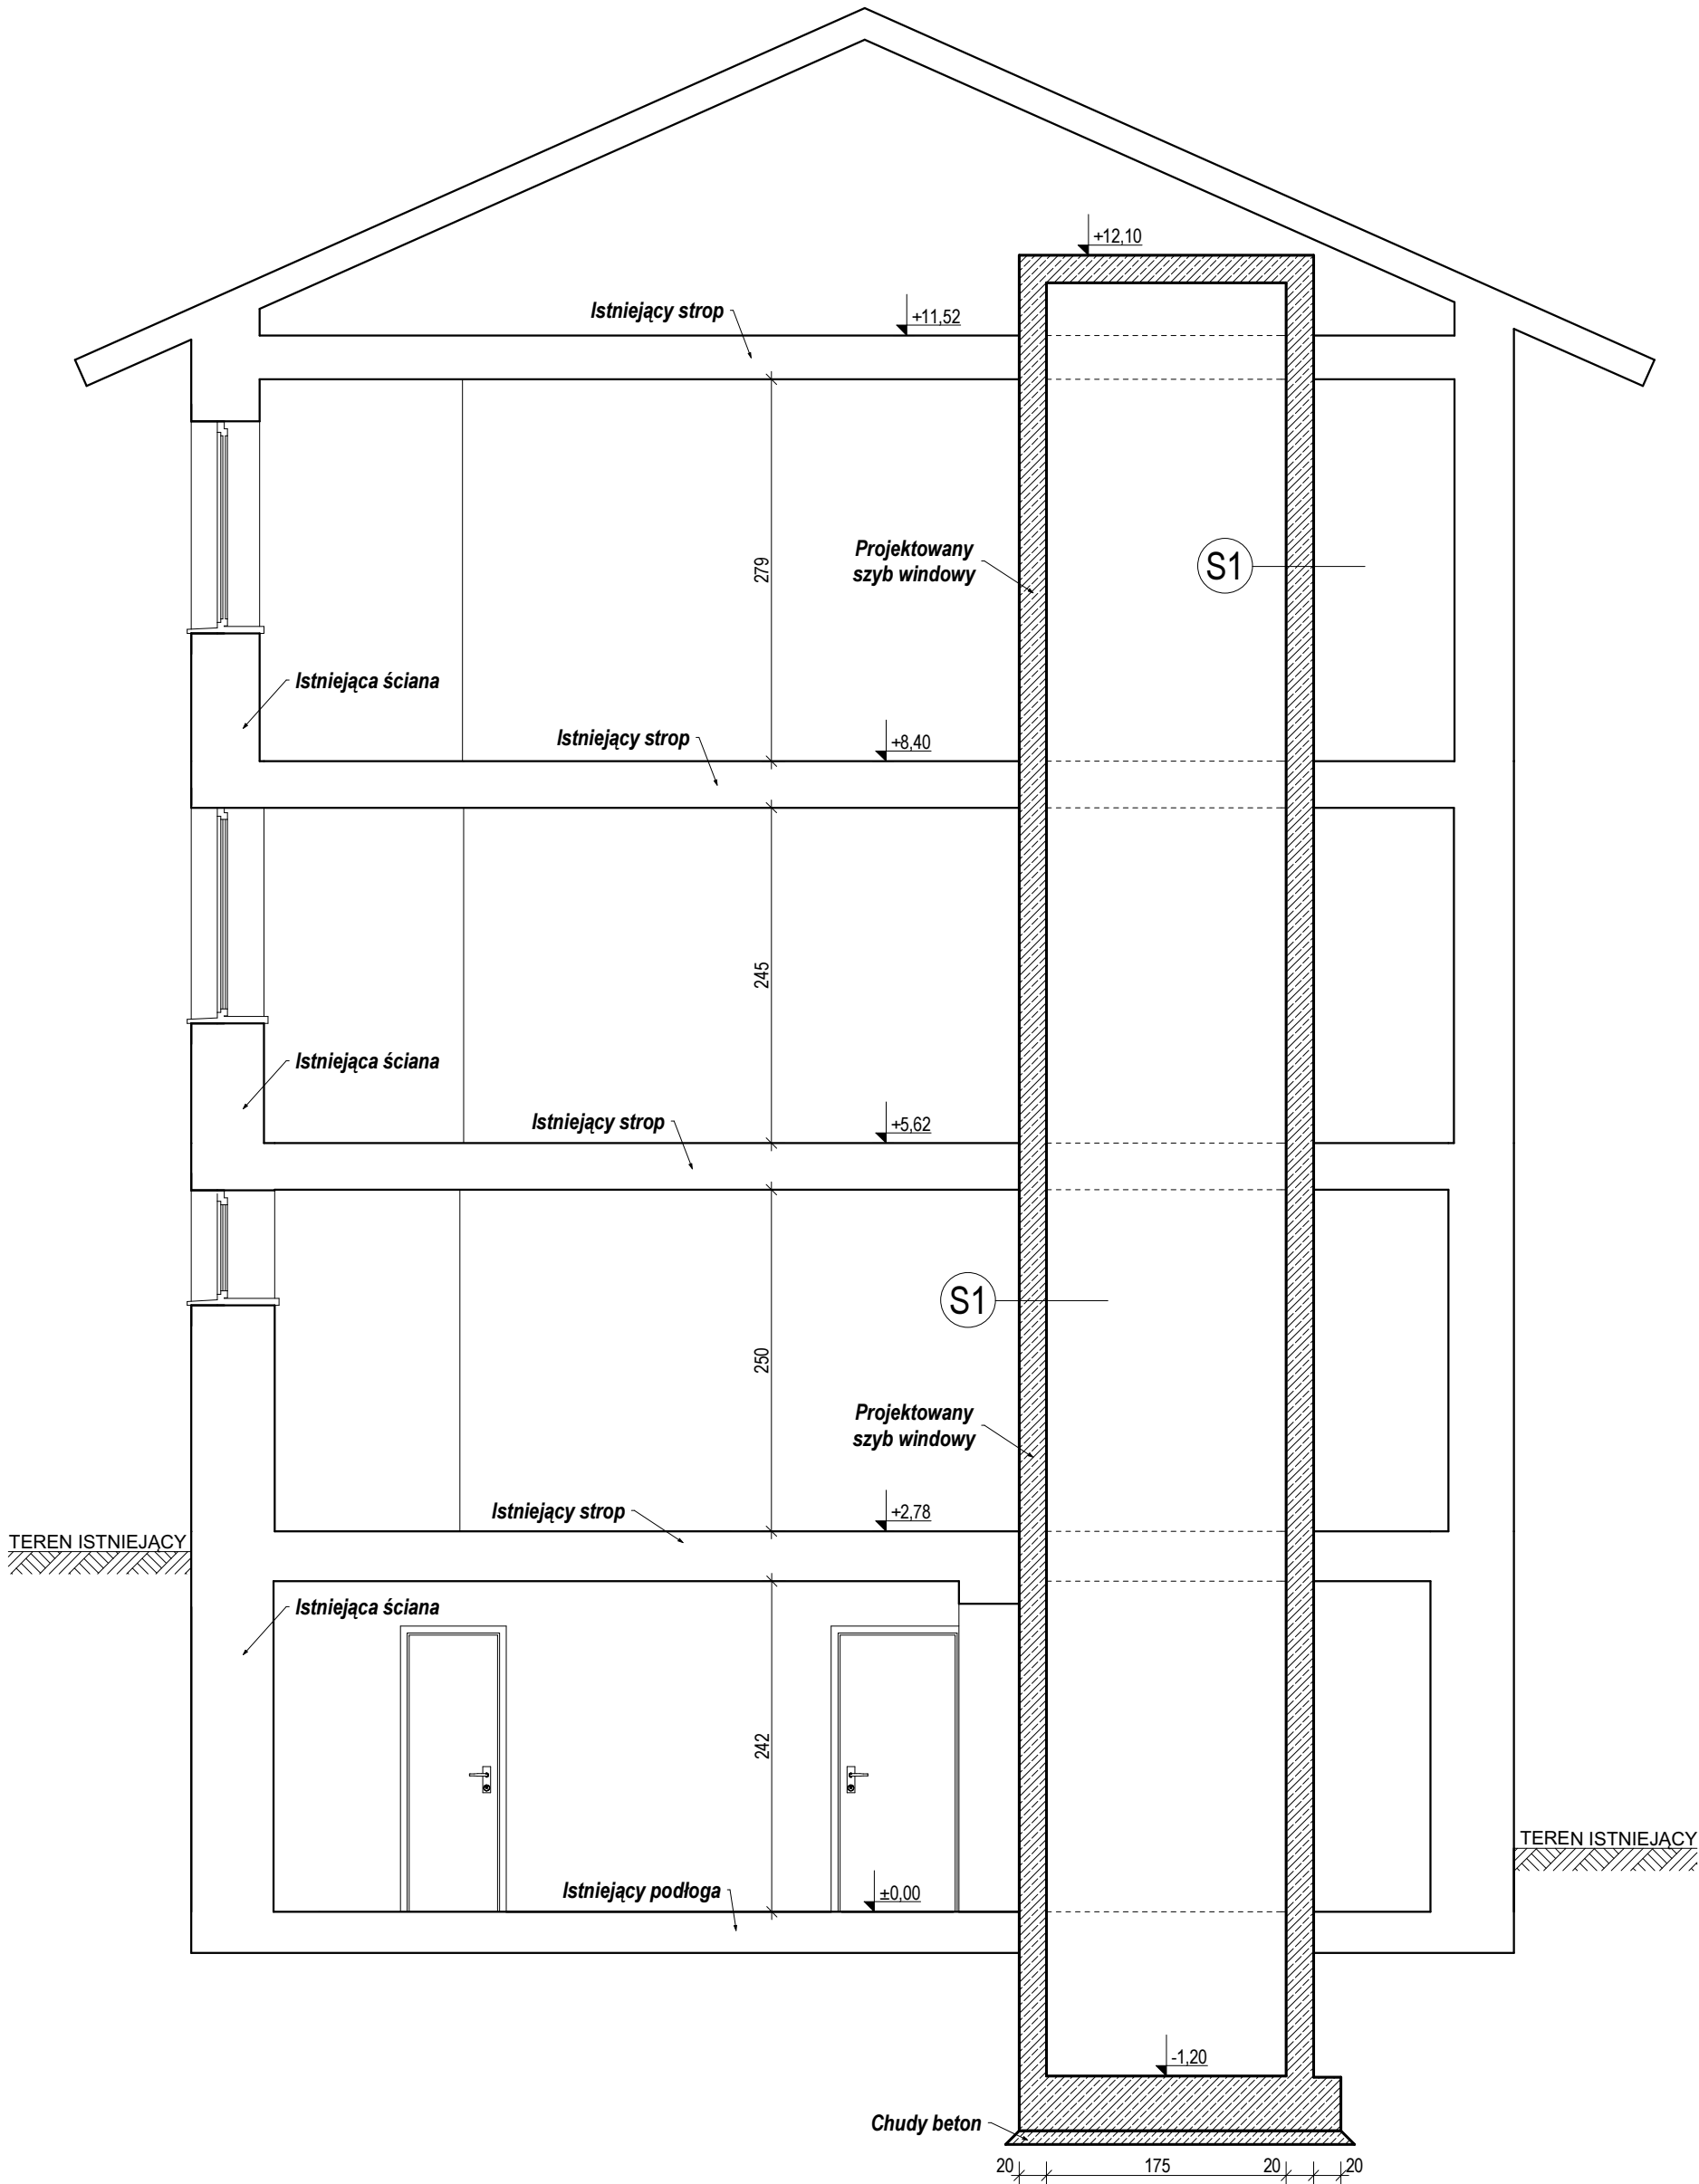 +12,10
Istniejący strop
+11,52
Projektowany
szyb windowy
S1
279
Istniejąca ściana
Istniejący strop
+8,40
245
Istniejąca ściana
Istniejący strop
+5,62
S1
250
Projektowany
szyb windowy
Istniejący strop
+2,78
TEREN ISTNIEJĄCY
Istniejąca ściana
242
TEREN ISTNIEJĄCY
Istniejący podłoga
±0,00
-1,20
Chudy beton
20 175 20 20